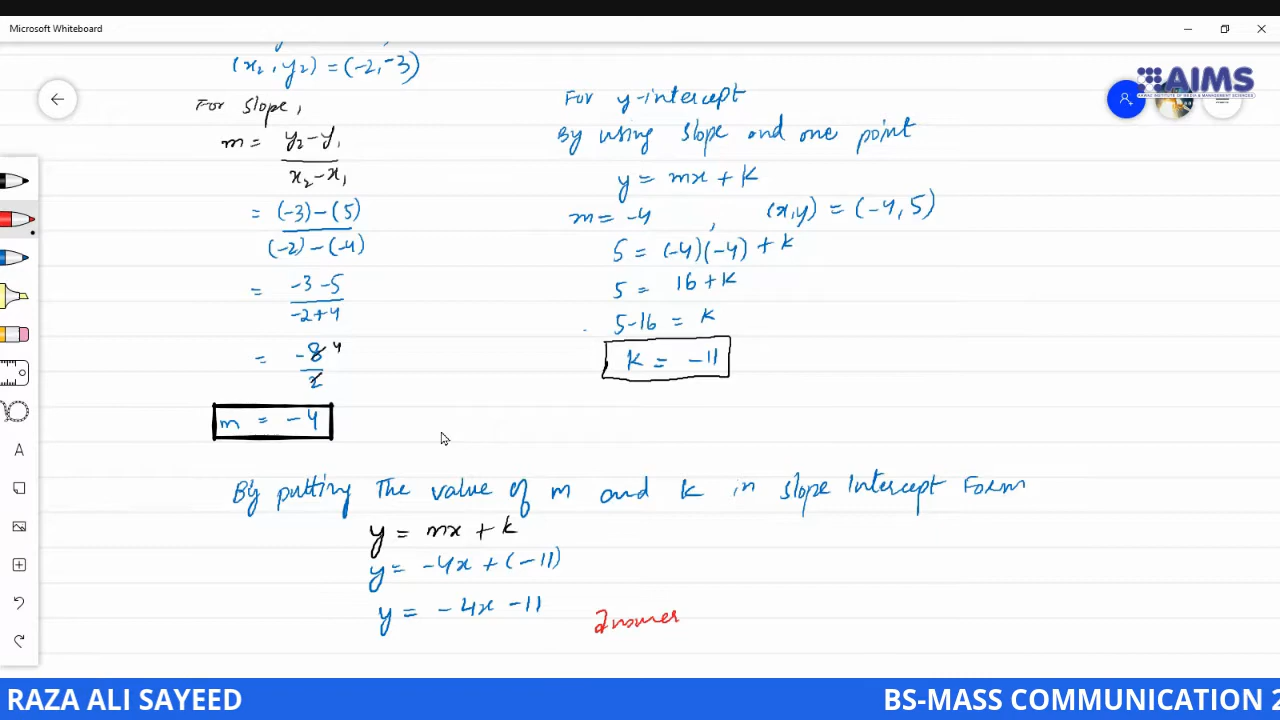 Microsoft Whiteboard
AIMS
(x₂, y₂) = (-2, -3)
For slope,
m = y₂ - y₁ / x₂ - x₁
= (-3) - (5) / (-2) - (-4)
= -3 -5 / -2+4
= -8 4 / 2
m = -4
For y-intercept
By using slope and one point
y = mx + k
m = -4 , (x,y) = (-4, 5)
5 = (-4)(-4) + k
5 = 16 + k
5-16 = k
k = -11
By putting The value of m and k in slope Intercept Form
y = mx + k
y = -4x + (-11)
y = -4x -11 Answer
A
RAZA ALI SAYEED
BS-MASS COMMUNICATION 2